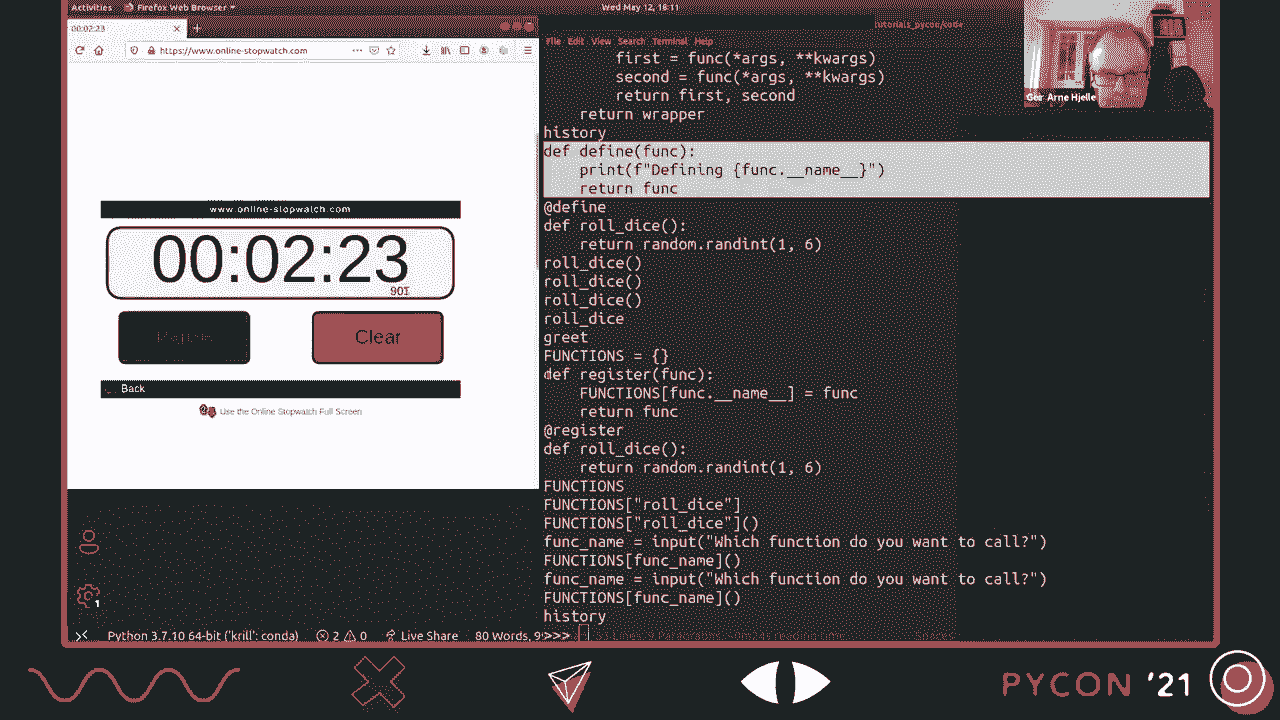 Activities Firefox Web Browser
Wed May 12, 18:11
00:02:23
tutorials_pycon/code
https://www.online-stopwatch.com
File Edit View Search Terminal Help
first = func(*args, **kwargs)
second = func(*args, **kwargs)
return first, second
return wrapper
history
def define(func):
print(f"Defining {func.__name__}")
return func
@define
def roll_dice():
return random.randint(1, 6)
roll_dice()
roll_dice()
roll_dice()
roll_dice
greet
FUNCTIONS = {}
def register(func):
FUNCTIONS[func.__name__] = func
return func
@register
def roll_dice():
return random.randint(1, 6)
FUNCTIONS
FUNCTIONS["roll_dice"]
FUNCTIONS["roll_dice"]()
func_name = input("Which function do you want to call?")
FUNCTIONS[func_name]()
func_name = input("Which function do you want to call?")
FUNCTIONS[func_name]()
history
>>>
Arne Hjelle
www.online-stopwatch.com
00:02:23
Clear
Back
Use the Online Stopwatch Full Screen
1
Python 3.7.10 64-bit ('krill': conda) 2 0 Live Share 80 Words,
PYCON '21